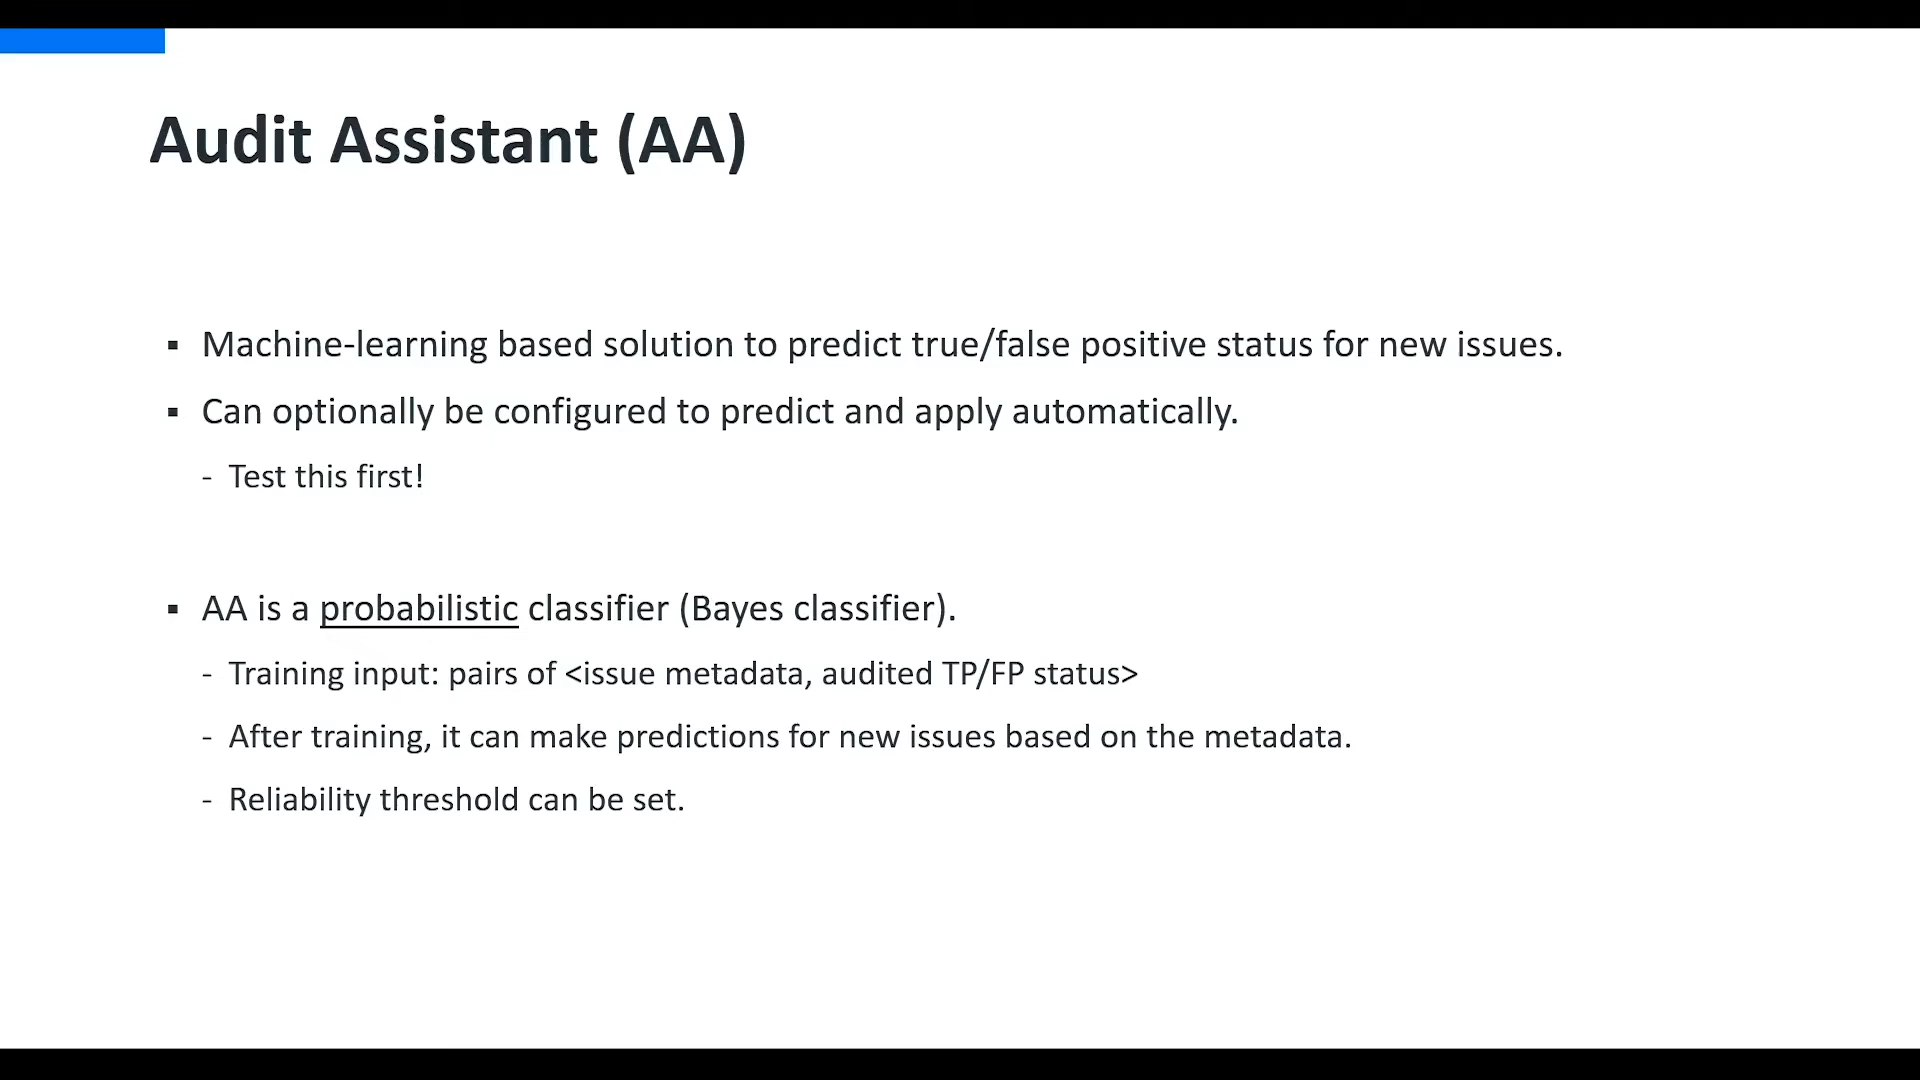 Audit Assistant (AA)
▪ Machine-learning based solution to predict true/false positive status for new issues.
▪ Can optionally be configured to predict and apply automatically.
- Test this first!
▪ AA is a probabilistic classifier (Bayes classifier).
- Training input: pairs of <issue metadata, audited TP/FP status>
- After training, it can make predictions for new issues based on the metadata.
- Reliability threshold can be set.